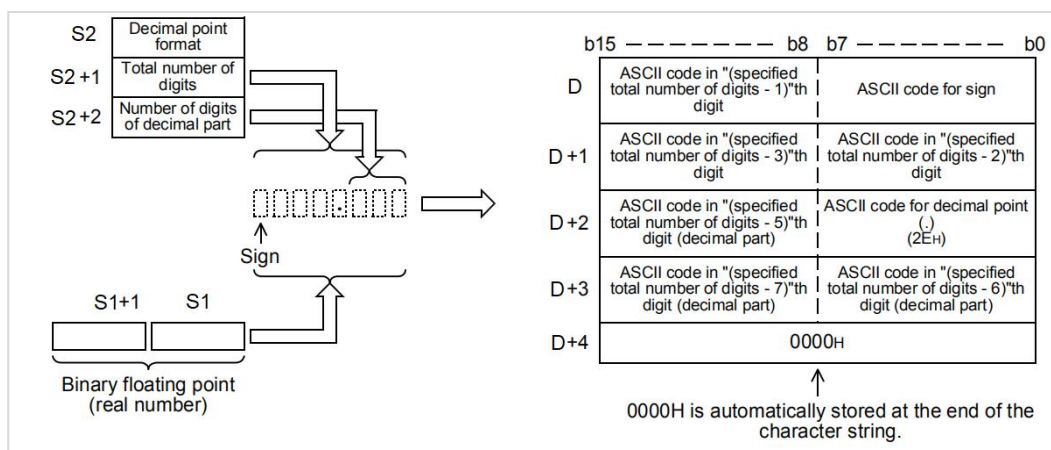 S2
Decimal point
format
S2+1
Total number of
digits
S2+2
Number of digits
of decimal part
.
Sign
S1+1
S1
Binary floating point
(real number)
b15
b8
b7
b0
D
ASCII code in "(specified
total number of digits - 1)"th
digit
ASCII code for sign
D+1
ASCII code in "(specified
total number of digits - 3)"th
digit
ASCII code in "(specified
total number of digits - 2)"th
digit
D+2
ASCII code in "(specified
total number of digits - 5)"th
digit (decimal part)
ASCII code for decimal point
(.)
(2EH)
D+3
ASCII code in "(specified
total number of digits - 7)"th
digit (decimal part)
ASCII code in "(specified
total number of digits - 6)"th
digit (decimal part)
D+4
0000H
0000H is automatically stored at the end of the
character string.